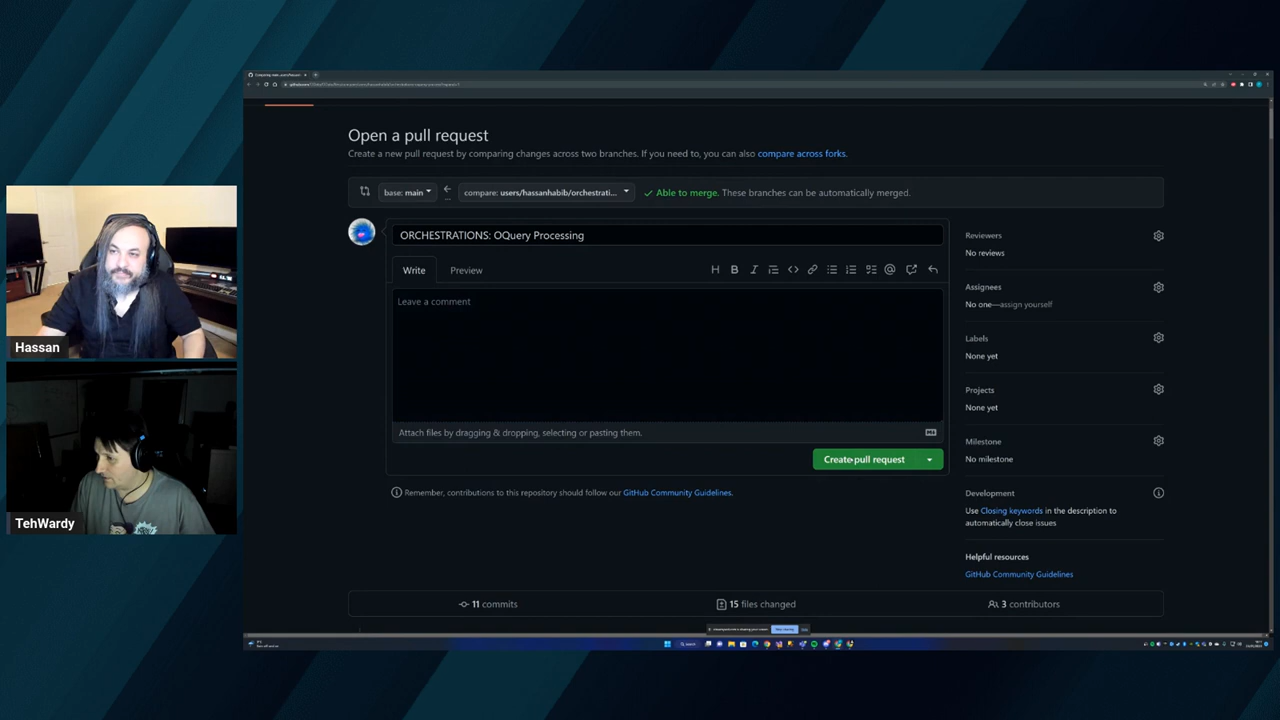 Open a pull request
Create a new pull request by comparing changes across two branches. If you need to, you can also compare across forks.
base: main
compare: users/hassanhabib/orchestrati...
Able to merge. These branches can be automatically merged.
ORCHESTRATIONS: OQuery Processing
Write Preview
Leave a comment
Attach files by dragging & dropping, selecting or pasting them.
Create pull request
Remember, contributions to this repository should follow our GitHub Community Guidelines.
Reviewers
No reviews
Assignees
No one—assign yourself
Labels
None yet
Projects
None yet
Milestone
No milestone
Development
Use Closing keywords in the description to
automatically close issues
Helpful resources
GitHub Community Guidelines
11 commits
15 files changed
3 contributors
Hassan
TehWardy